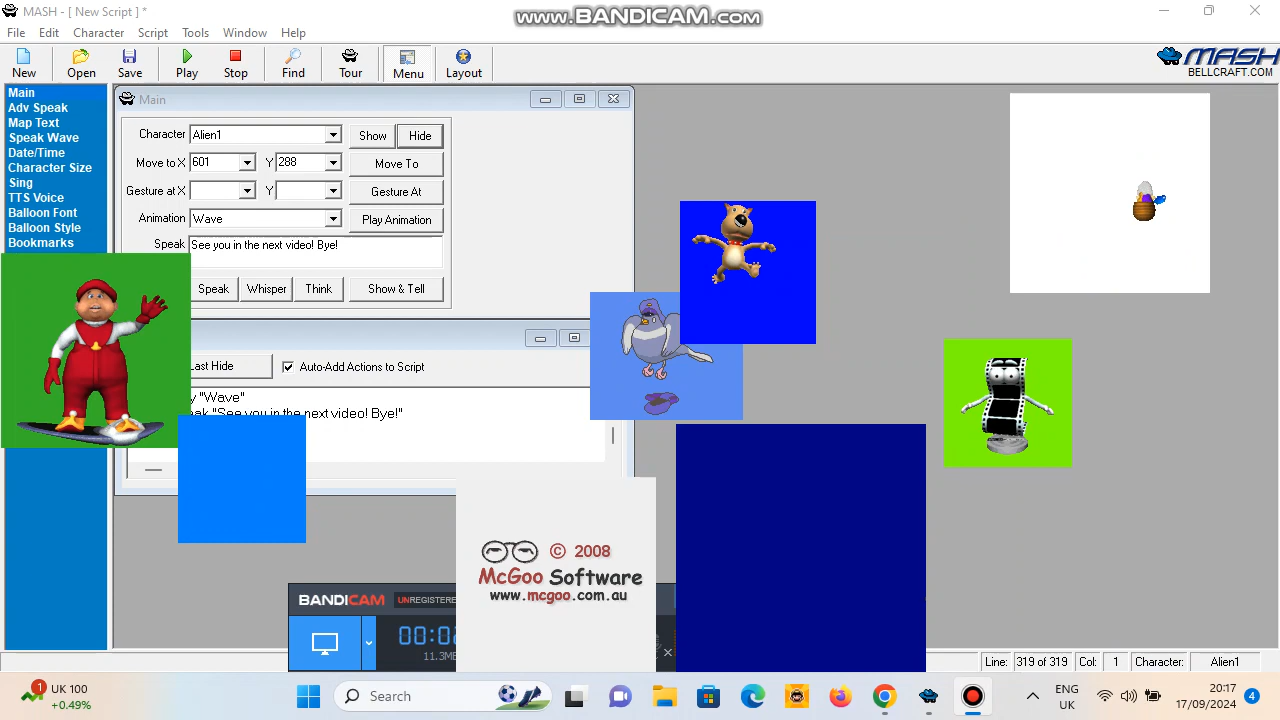 MASH - [ New Script ] *
www.BANDICAM.com
File Edit Character Script Tools Window Help
New Open Save Play Stop Find Tour Menu Layout
MASH
BELLCRAFT.COM
Main
Adv Speak
Map Text
Speak Wave
Date/Time
Character Size
Sing
TTS Voice
Balloon Font
Balloon Style
Bookmarks
Main
Character Alien1 Show Hide
Move to X 601 Y 288 Move To
Gesture at X Y Gesture At
Animation Wave Play Animation
Speak See you in the next video! Bye!
Speak Whisper Think Show & Tell
Last Hide Auto-Add Actions to Script
"Wave"
"See you in the next video! Bye!"
© 2008
McGoo Software
www.mcgoo.com.au
BANDICAM UNREGISTERE
11.3MB
Line: 319 of 319 Col: 1 Character: Alien1
1 UK 100
+0.49%
Search
ENG
UK
20:17
17/09/2024
4